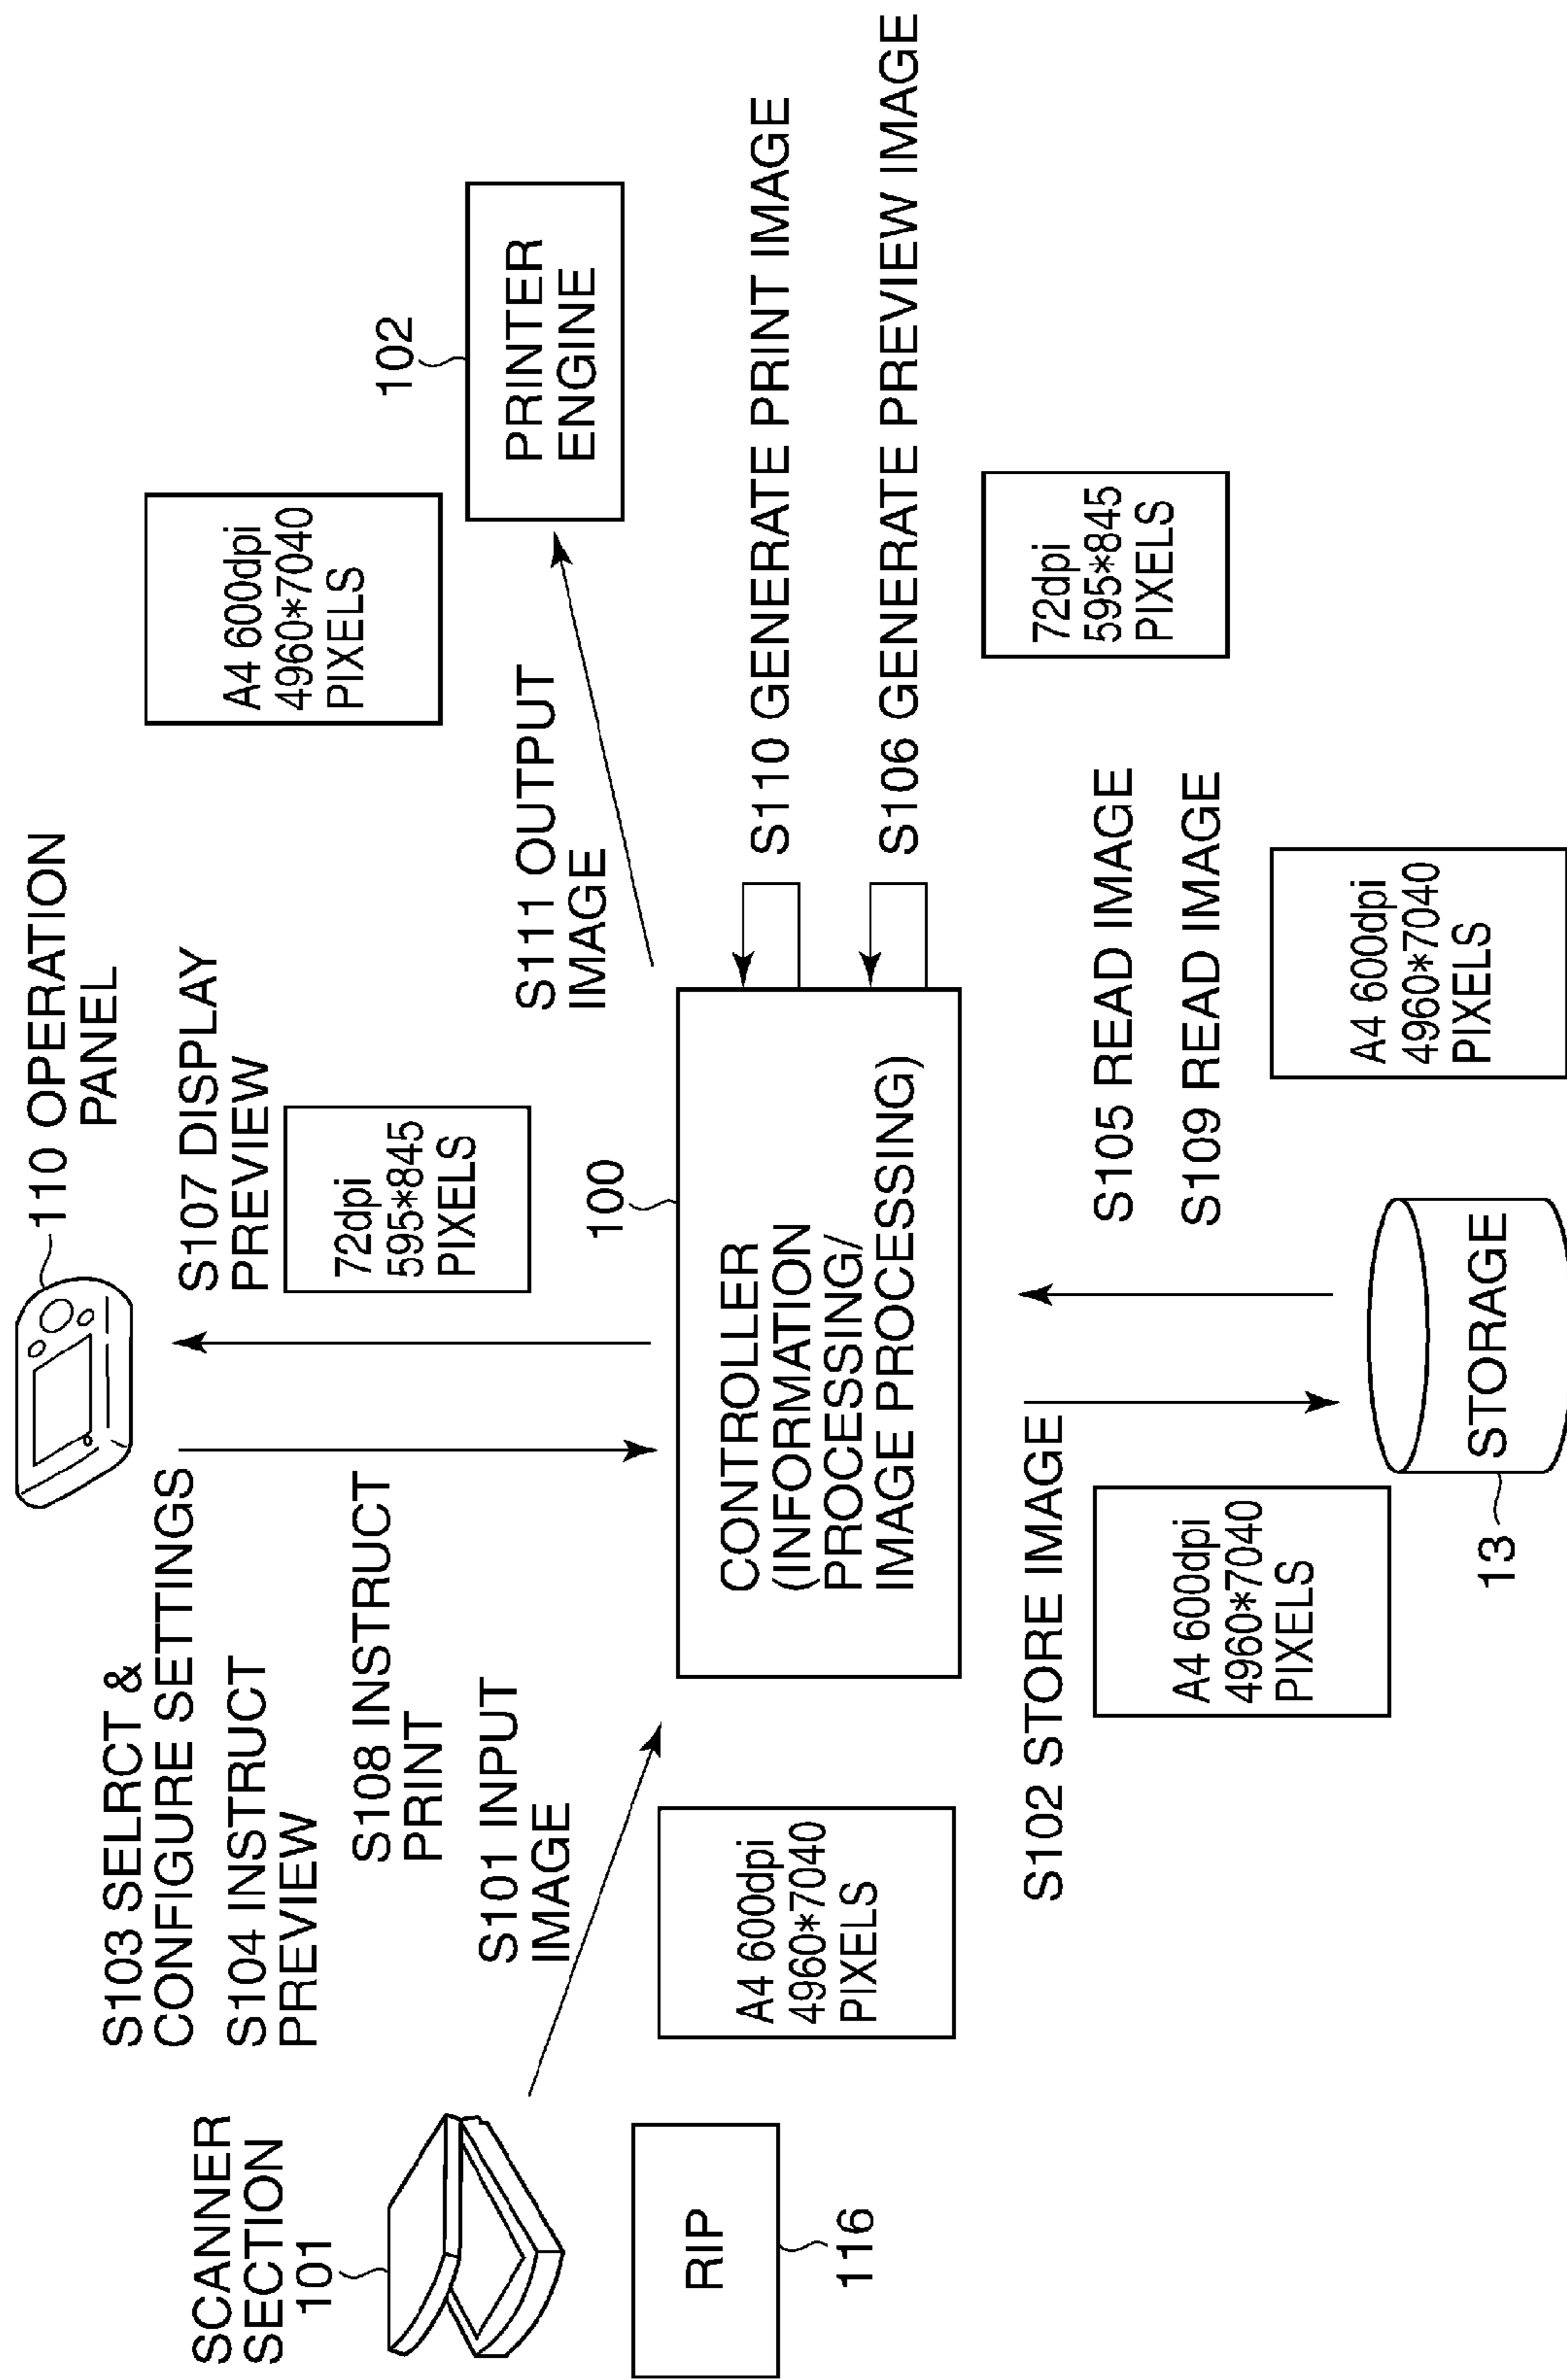 SCANNER
SECTION
101
RIP
116
S103 SELRCT &
CONFIGURE SETTINGS
S104 INSTRUCT
PREVIEW
S108 INSTRUCT
PRINT
S101 INPUT
IMAGE
A4 600dpi
4960*7040
PIXELS
110 OPERATION
PANEL
S107 DISPLAY
PREVIEW
72dpi
595*845
PIXELS
100
CONTROLLER
(INFORMATION
PROCESSING/
IMAGE PROCESSING)
S102 STORE IMAGE
A4 600dpi
4960*7040
PIXELS
13
STORAGE
S105 READ IMAGE
S109 READ IMAGE
A4 600dpi
4960*7040
PIXELS
S111 OUTPUT
IMAGE
A4 600dpi
4960*7040
PIXELS
102
PRINTER
ENGINE
S110 GENERATE PRINT IMAGE
S106 GENERATE PREVIEW IMAGE
72dpi
595*845
PIXELS